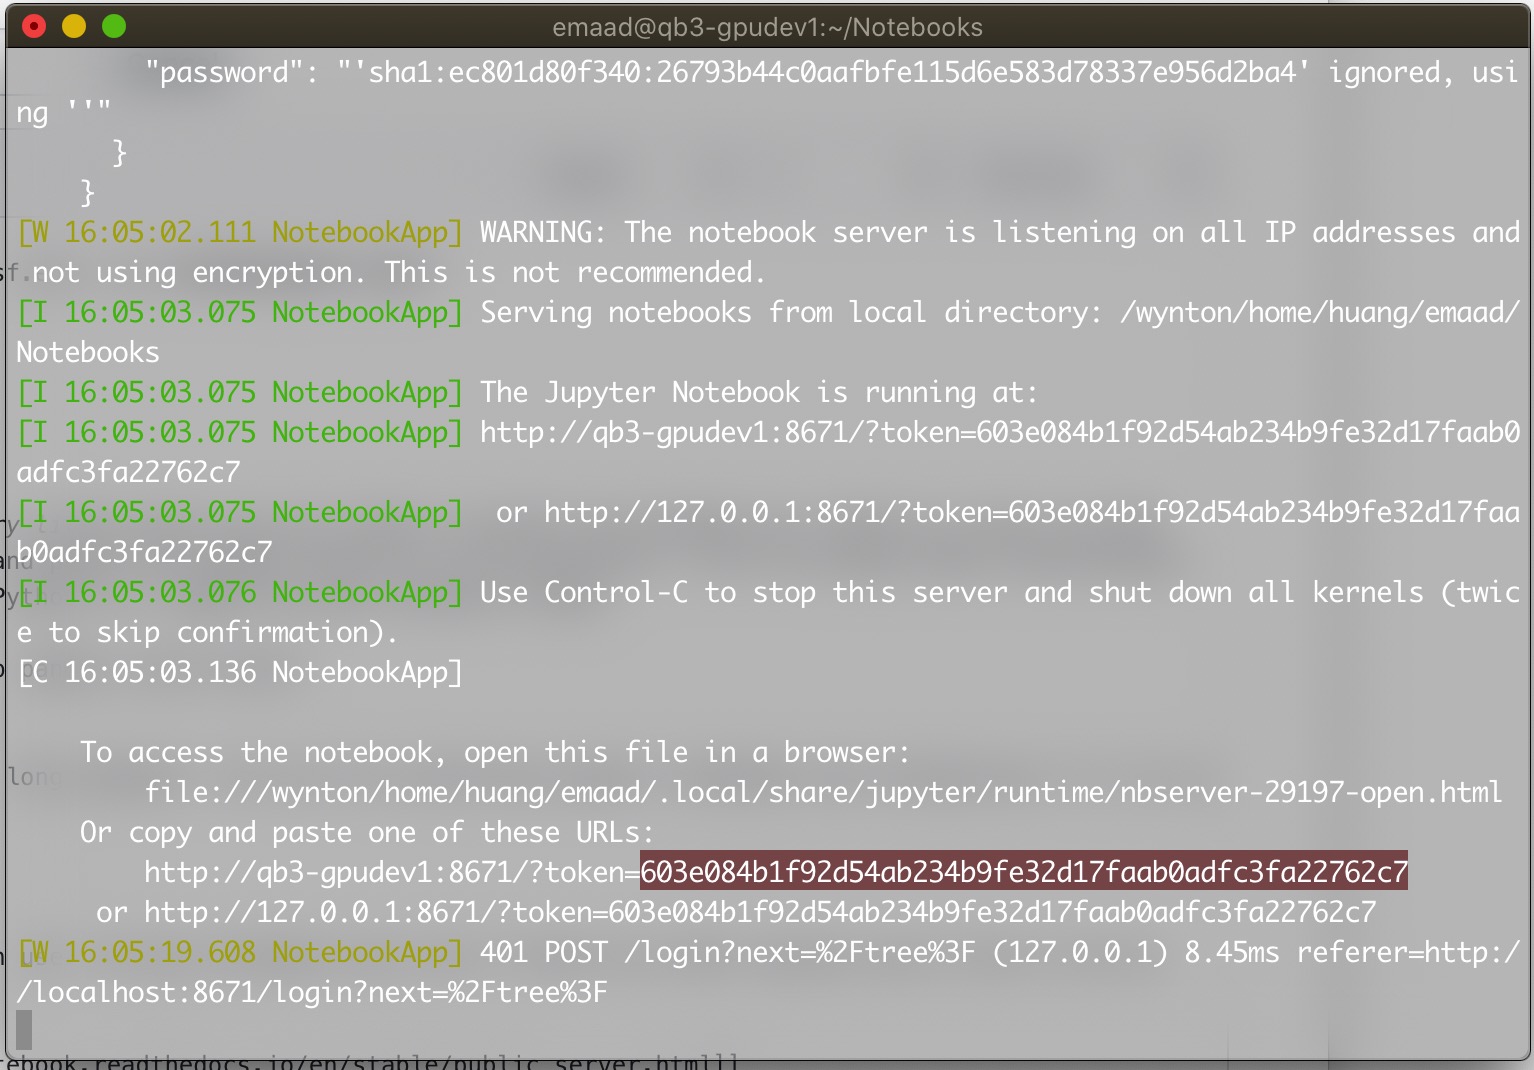 emaad@qb3-gpudev1:~/Notebooks
"password": "'sha1:ec801d80f340:26793b44c0aafbfe115d6e583d78337e956d2ba4' ignored, usi
ng ''"
}
}
[W 16:05:02.111 NotebookApp] WARNING: The notebook server is listening on all IP addresses and
not using encryption. This is not recommended.
[I 16:05:03.075 NotebookApp] Serving notebooks from local directory: /wynton/home/huang/emaad/
Notebooks
[I 16:05:03.075 NotebookApp] The Jupyter Notebook is running at:
[I 16:05:03.075 NotebookApp] http://qb3-gpudev1:8671/?token=603e084b1f92d54ab234b9fe32d17faab0
adfc3fa22762c7
[I 16:05:03.075 NotebookApp]  or http://127.0.0.1:8671/?token=603e084b1f92d54ab234b9fe32d17faa
b0adfc3fa22762c7
[I 16:05:03.076 NotebookApp] Use Control-C to stop this server and shut down all kernels (twic
e to skip confirmation).
[C 16:05:03.136 NotebookApp]
To access the notebook, open this file in a browser:
file:///wynton/home/huang/emaad/.local/share/jupyter/runtime/nbserver-29197-open.html
Or copy and paste one of these URLs:
http://qb3-gpudev1:8671/?token=603e084b1f92d54ab234b9fe32d17faab0adfc3fa22762c7
or http://127.0.0.1:8671/?token=603e084b1f92d54ab234b9fe32d17faab0adfc3fa22762c7
[W 16:05:19.608 NotebookApp] 401 POST /login?next=%2Ftree%3F (127.0.0.1) 8.45ms referer=http:/
/localhost:8671/login?next=%2Ftree%3F
tebook.readthedocs.io/en/stable/public_server.html]]